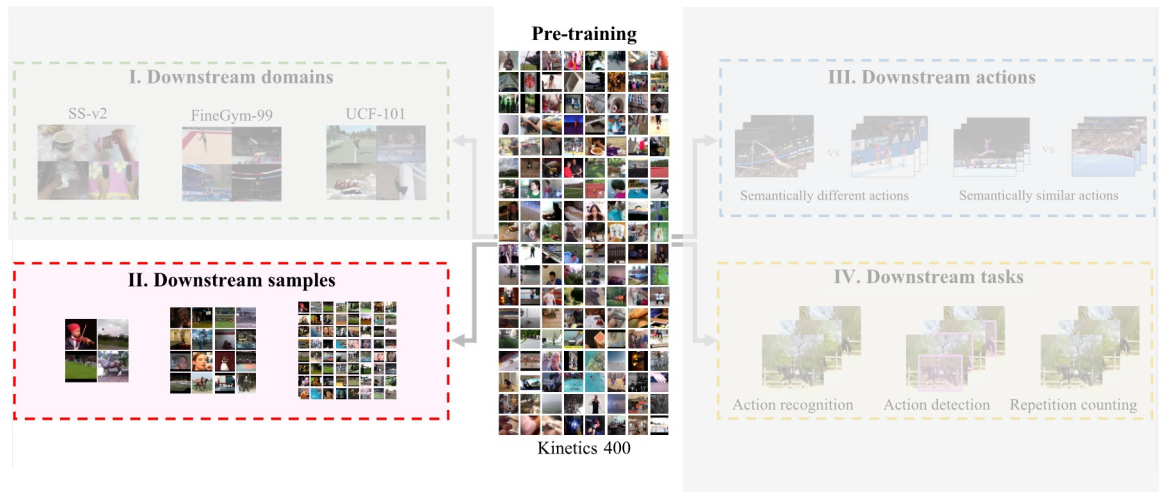 Pre-training
I. Downstream domains
SS-v2
FineGym-99
UCF-101
II. Downstream samples
Kinetics 400
III. Downstream actions
vs
vs
Semantically different actions
Semantically similar actions
IV. Downstream tasks
Action recognition
Action detection
Repetition counting